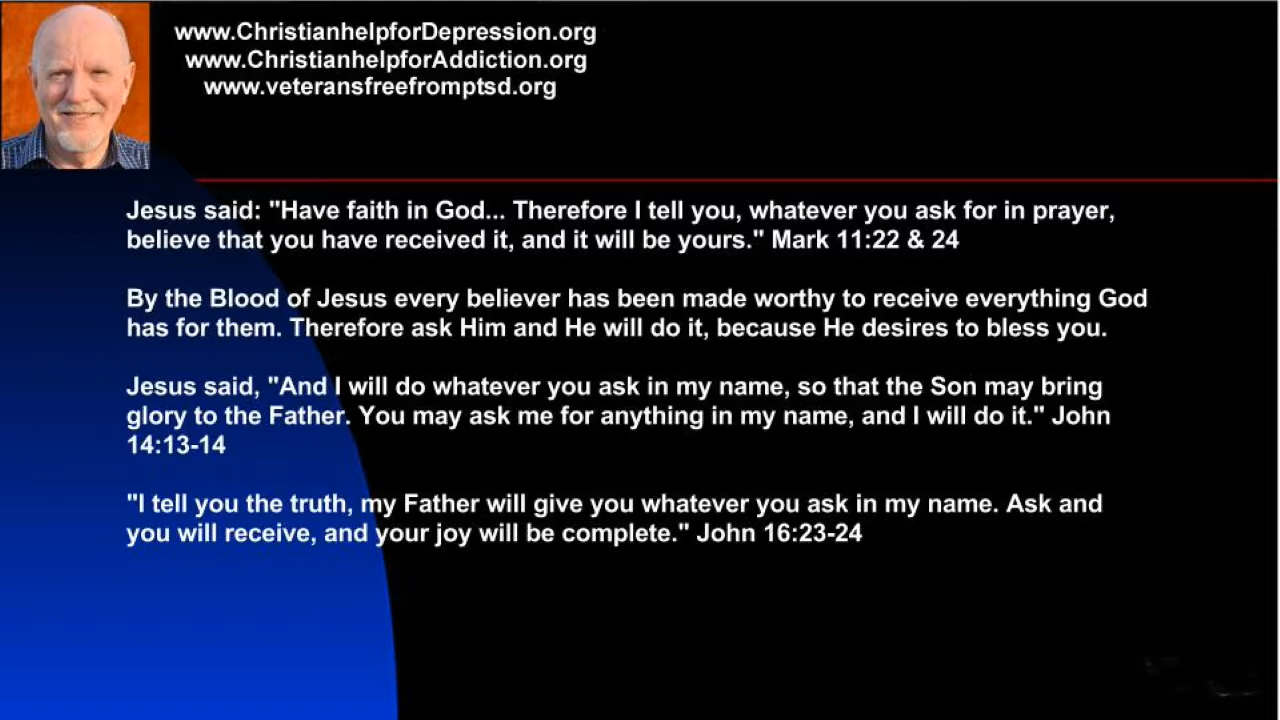 www.ChristianhelpforDepression.org
www.ChristianhelpforAddiction.org
www.veteransfreefromptsd.org
Jesus said: "Have faith in God... Therefore I tell you, whatever you ask for in prayer,
believe that you have received it, and it will be yours." Mark 11:22 & 24
By the Blood of Jesus every believer has been made worthy to receive everything God
has for them. Therefore ask Him and He will do it, because He desires to bless you.
Jesus said, "And I will do whatever you ask in my name, so that the Son may bring
glory to the Father. You may ask me for anything in my name, and I will do it." John
14:13-14
"I tell you the truth, my Father will give you whatever you ask in my name. Ask and
you will receive, and your joy will be complete." John 16:23-24